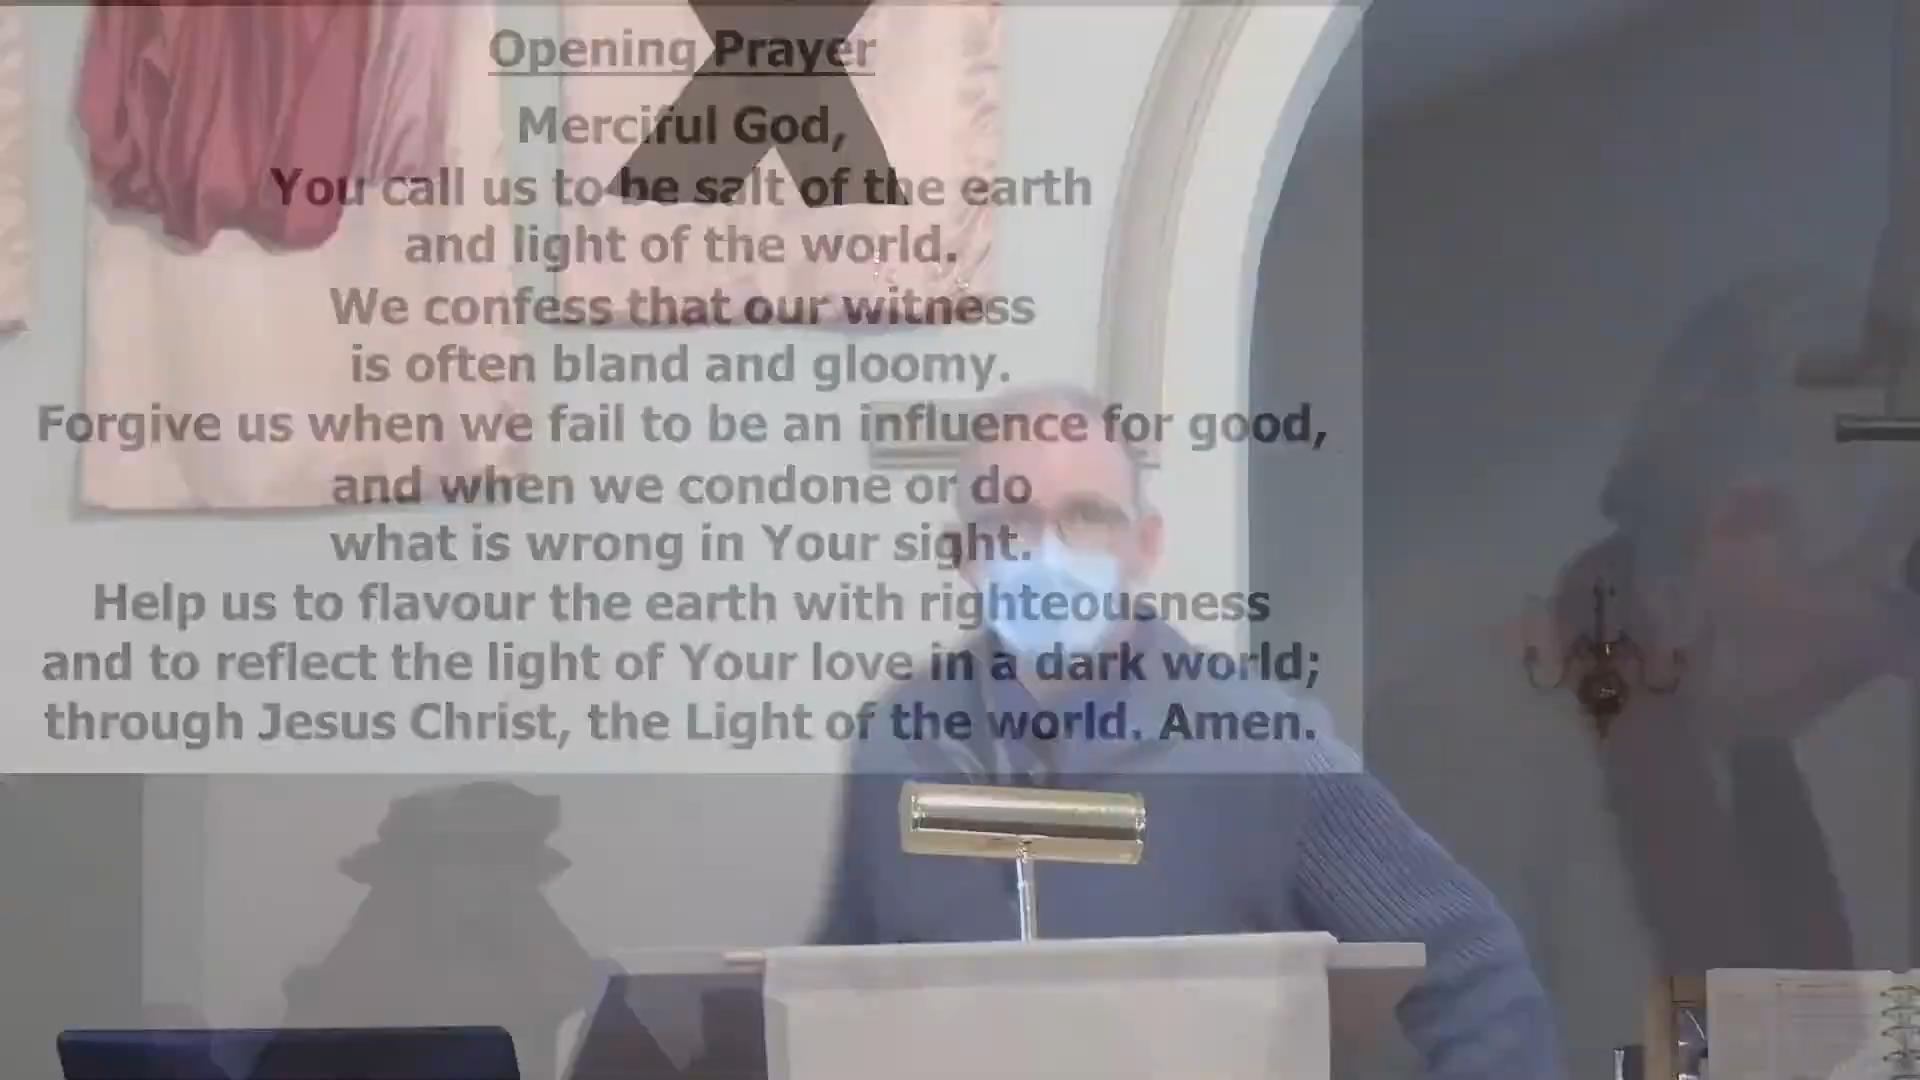 Opening Prayer
Merciful God,
You call us to be salt of the earth
and light of the world.
We confess that our witness
is often bland and gloomy.
Forgive us when we fail to be an influence for good,
and when we condone or do
what is wrong in Your sight.
Help us to flavour the earth with righteousness
and to reflect the light of Your love in a dark world;
through Jesus Christ, the Light of the world. Amen.